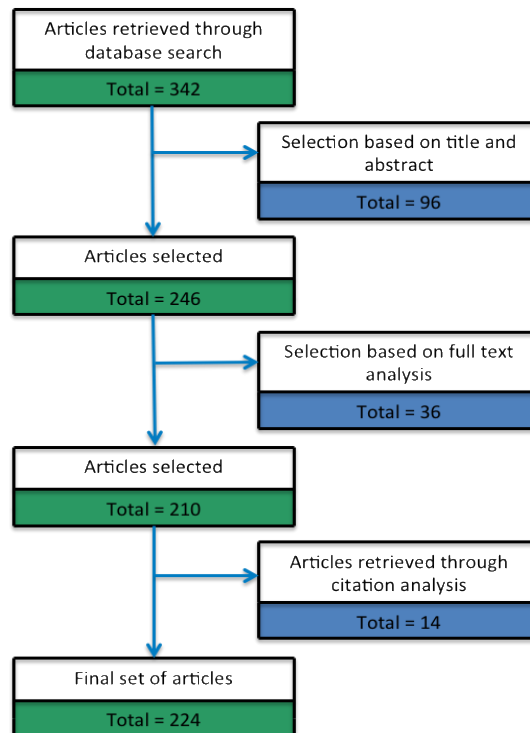 Articles retrieved through
database search
Total = 342
Selection based on title and
abstract
Total = 96
Articles selected
Total = 246
Selection based on full text
analysis
Total = 36
Articles selected
Total = 210
Articles retrieved through
citation analysis
Total = 14
Final set of articles
Total = 224